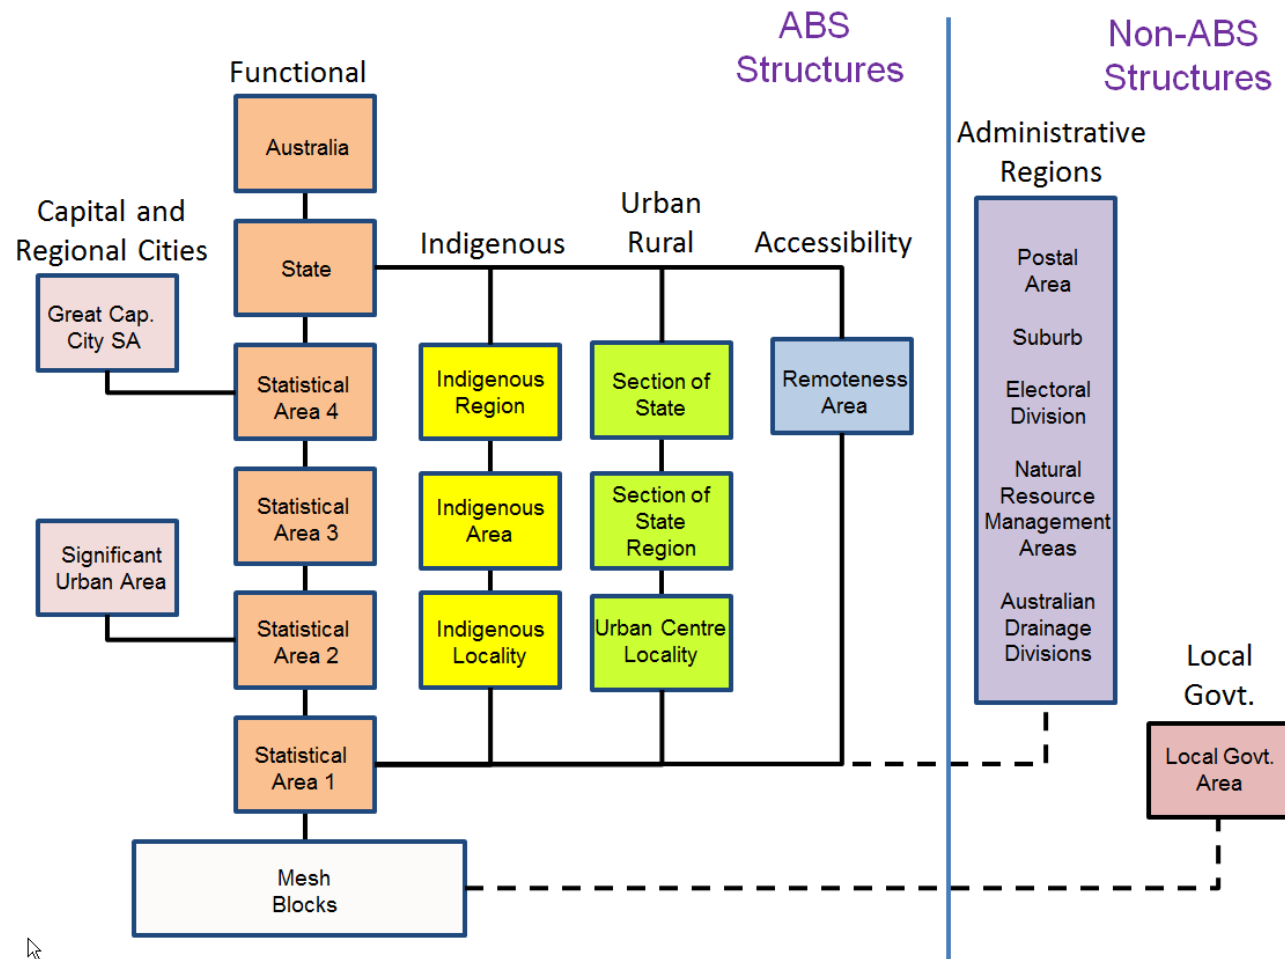 ABS
Structures
Non-ABS
Structures
Functional
Administrative
Regions
Australia
Capital and
Regional Cities
Urban
Rural
Indigenous
Accessibility
State
Postal
Area
Suburb
Electoral
Division
Natural
Resource
Management
Areas
Australian
Drainage
Divisions
Great Cap.
City SA
Statistical
Area 4
Indigenous
Region
Section of
State
Remoteness
Area
Statistical
Area 3
Indigenous
Area
Section of
State
Region
Significant
Urban Area
Statistical
Area 2
Indigenous
Locality
Urban Centre
Locality
Local
Govt.
Statistical
Area 1
Local Govt.
Area
Mesh
Blocks